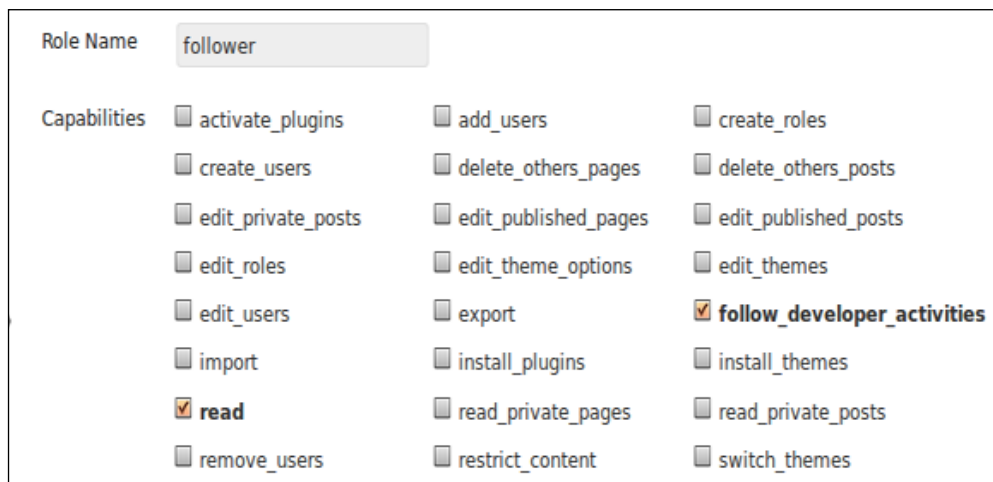 Role Name follower
Capabilities activate_plugins add_users create_roles
create_users delete_others_pages delete_others_posts
edit_private_posts edit_published_pages edit_published_posts
edit_roles edit_theme_options edit_themes
edit_users export follow_developer_activities
import install_plugins install_themes
read read_private_pages read_private_posts
remove_users restrict_content switch_themes